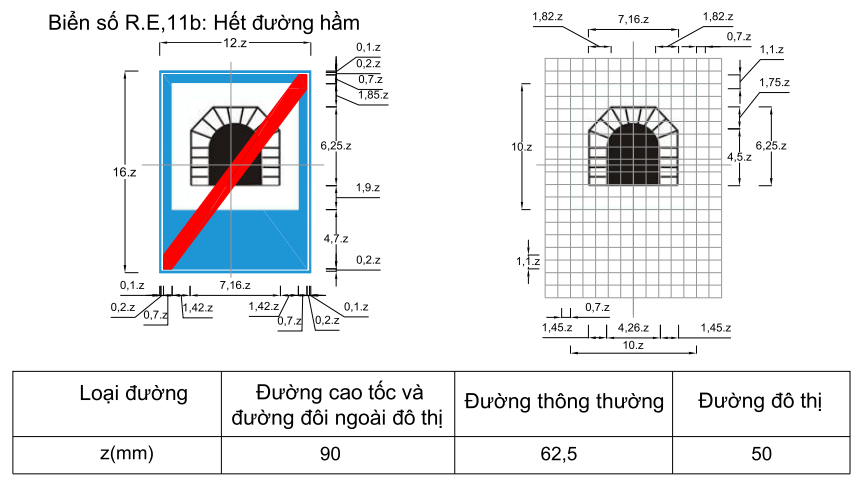 Biển số R.E,11b: Hết đường hầm
12.z
0,1.z
0,2.z
0,7.z
1,85.z
16.z
6,25.z
1,9.z
4,7.z
0,2.z
0,1.z
7,16.z
0,2.z
0,7.z
1,42.z
1,42.z
0,7.z
0,2.z
0,1.z
1,82.z
7,16.z
1,82.z
0,7.z
1,1.z
1,75.z
10.z
4,5.z
6,25.z
1,1.z
0,7.z
1,45.z
4,26.z
1,45.z
10.z
Loại đường
Đường cao tốc và
đường đôi ngoài đô thị
Đường thông thường
Đường đô thị
z(mm)
90
62,5
50